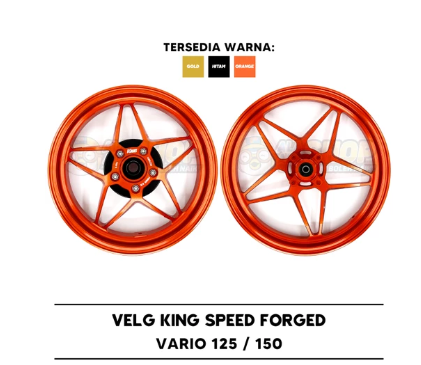 TERSEDIA WARNA:
GOLD HITAM ORANGE
VELG KING SPEED FORGED
VARIO 125 / 150